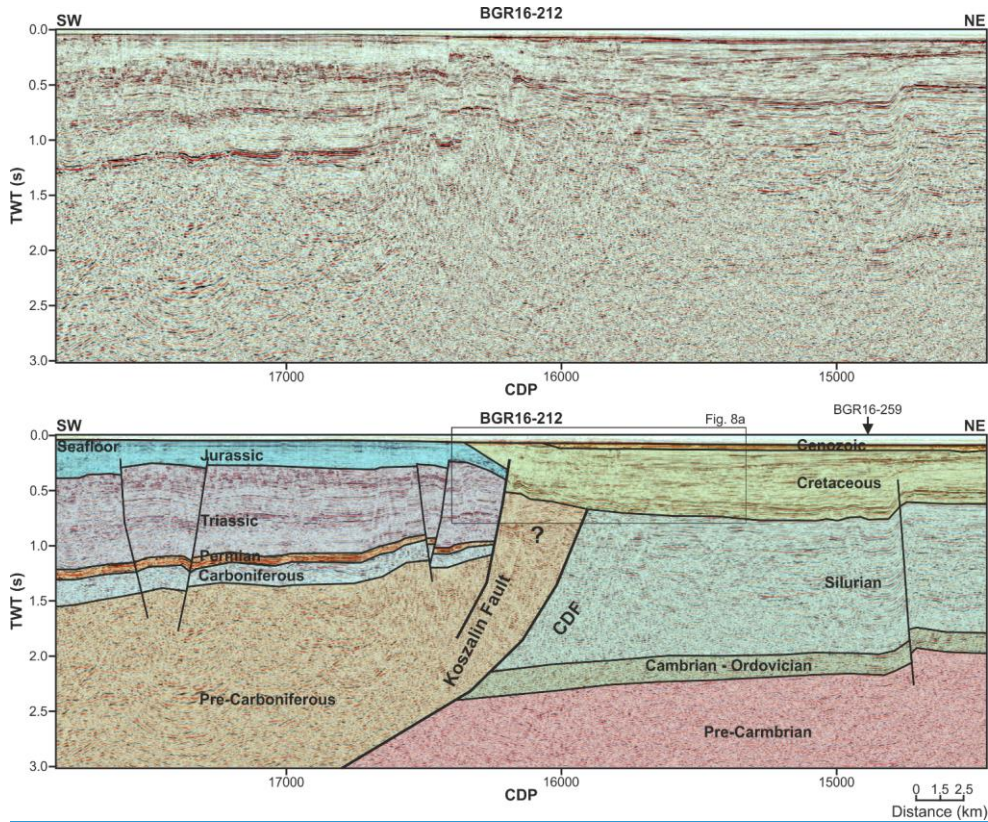 BGR16-212
SW
NE
0.0
0.5
1.0
1.5
2.0
2.5
3.0
TWT (s)
17000
16000
15000
CDP
SW
BGR16-212
Fig. 8a
BGR16-259
NE
0.0
0.5
1.0
1.5
2.0
2.5
3.0
TWT (s)
Seafloor
Jurassic
Cenozoic
Cretaceous
Triassic
?
Permian
Carboniferous
Silurian
Koszalin Fault
CDF
Cambrian - Ordovician
Pre-Carboniferous
Pre-Carmbrian
17000
16000
15000
CDP
0 1.5 2.5
Distance (km)